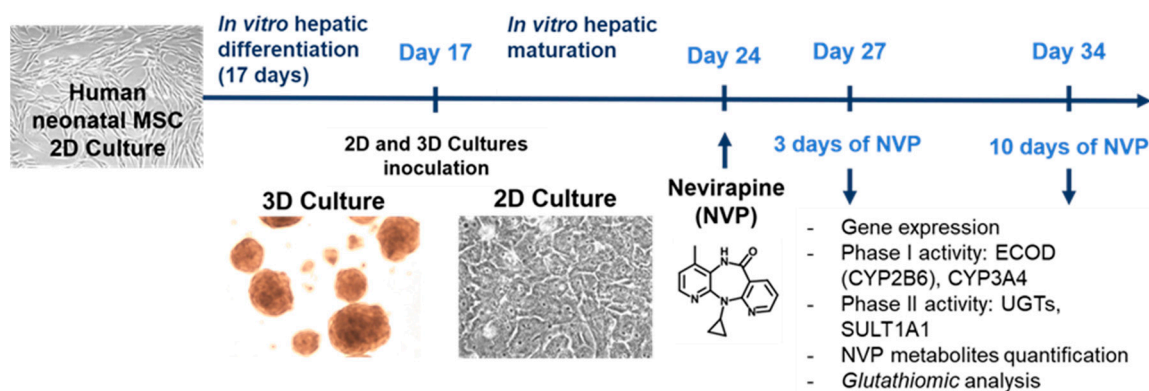 In vitro hepatic
differentiation
(17 days)
Day 17
In vitro hepatic
maturation
Day 24
Day 27
Day 34
Human
neonatal MSC
2D Culture
2D and 3D Cultures
inoculation
3 days of NVP
10 days of NVP
3D Culture
2D Culture
Nevirapine
(NVP)
H
N
O
N
N
N
- Gene expression
- Phase I activity: ECOD
(CYP2B6), CYP3A4
- Phase II activity: UGTs,
SULT1A1
- NVP metabolites quantification
- Glutathiomic analysis